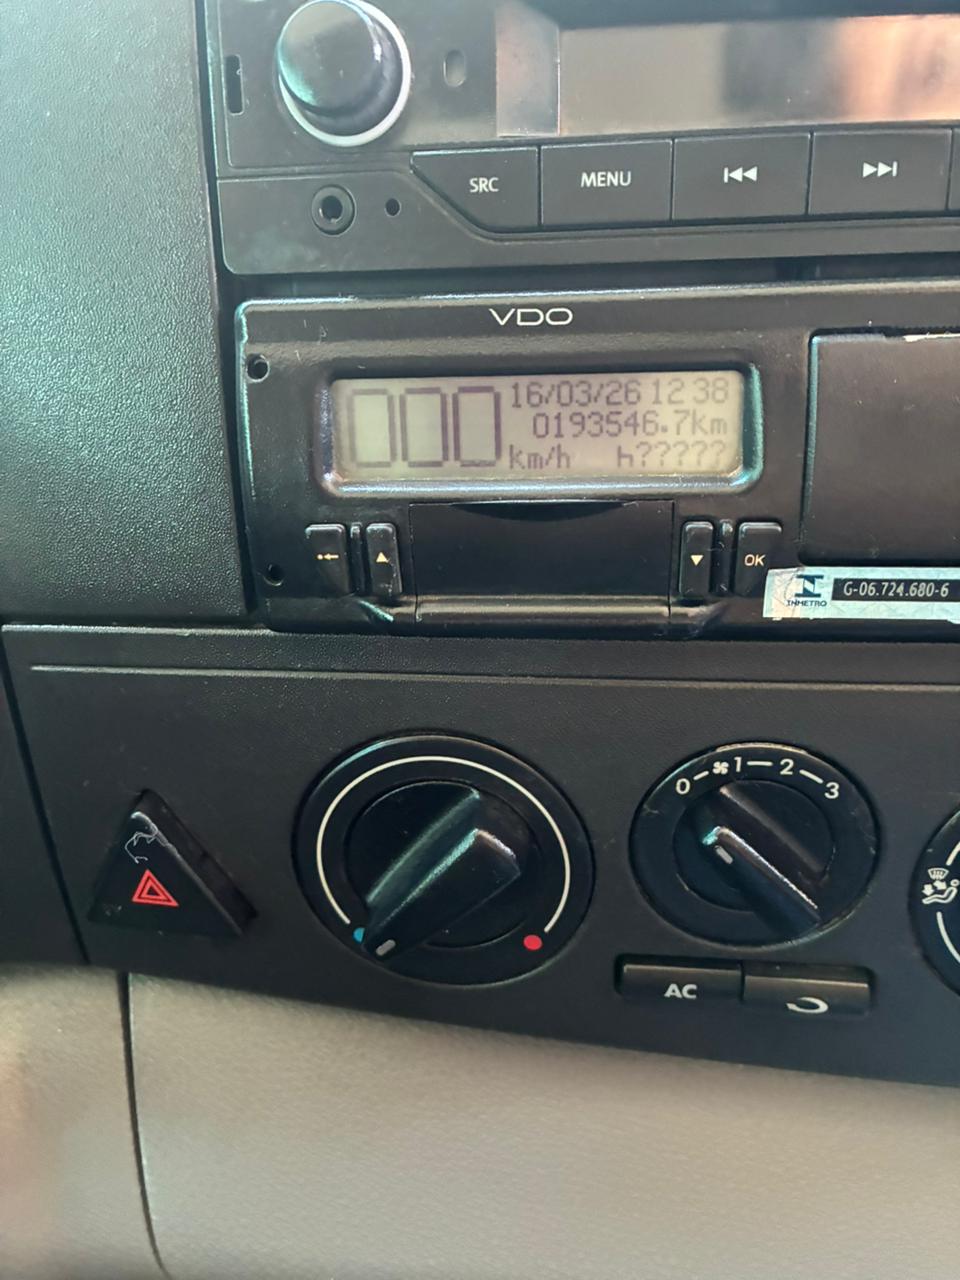 SRC
MENU
VDO
000
16/03/26 12 38
0193546.7km
km/h h?????
OK
INMETRO
G-06.724.680-6
0 1 2 3
AC